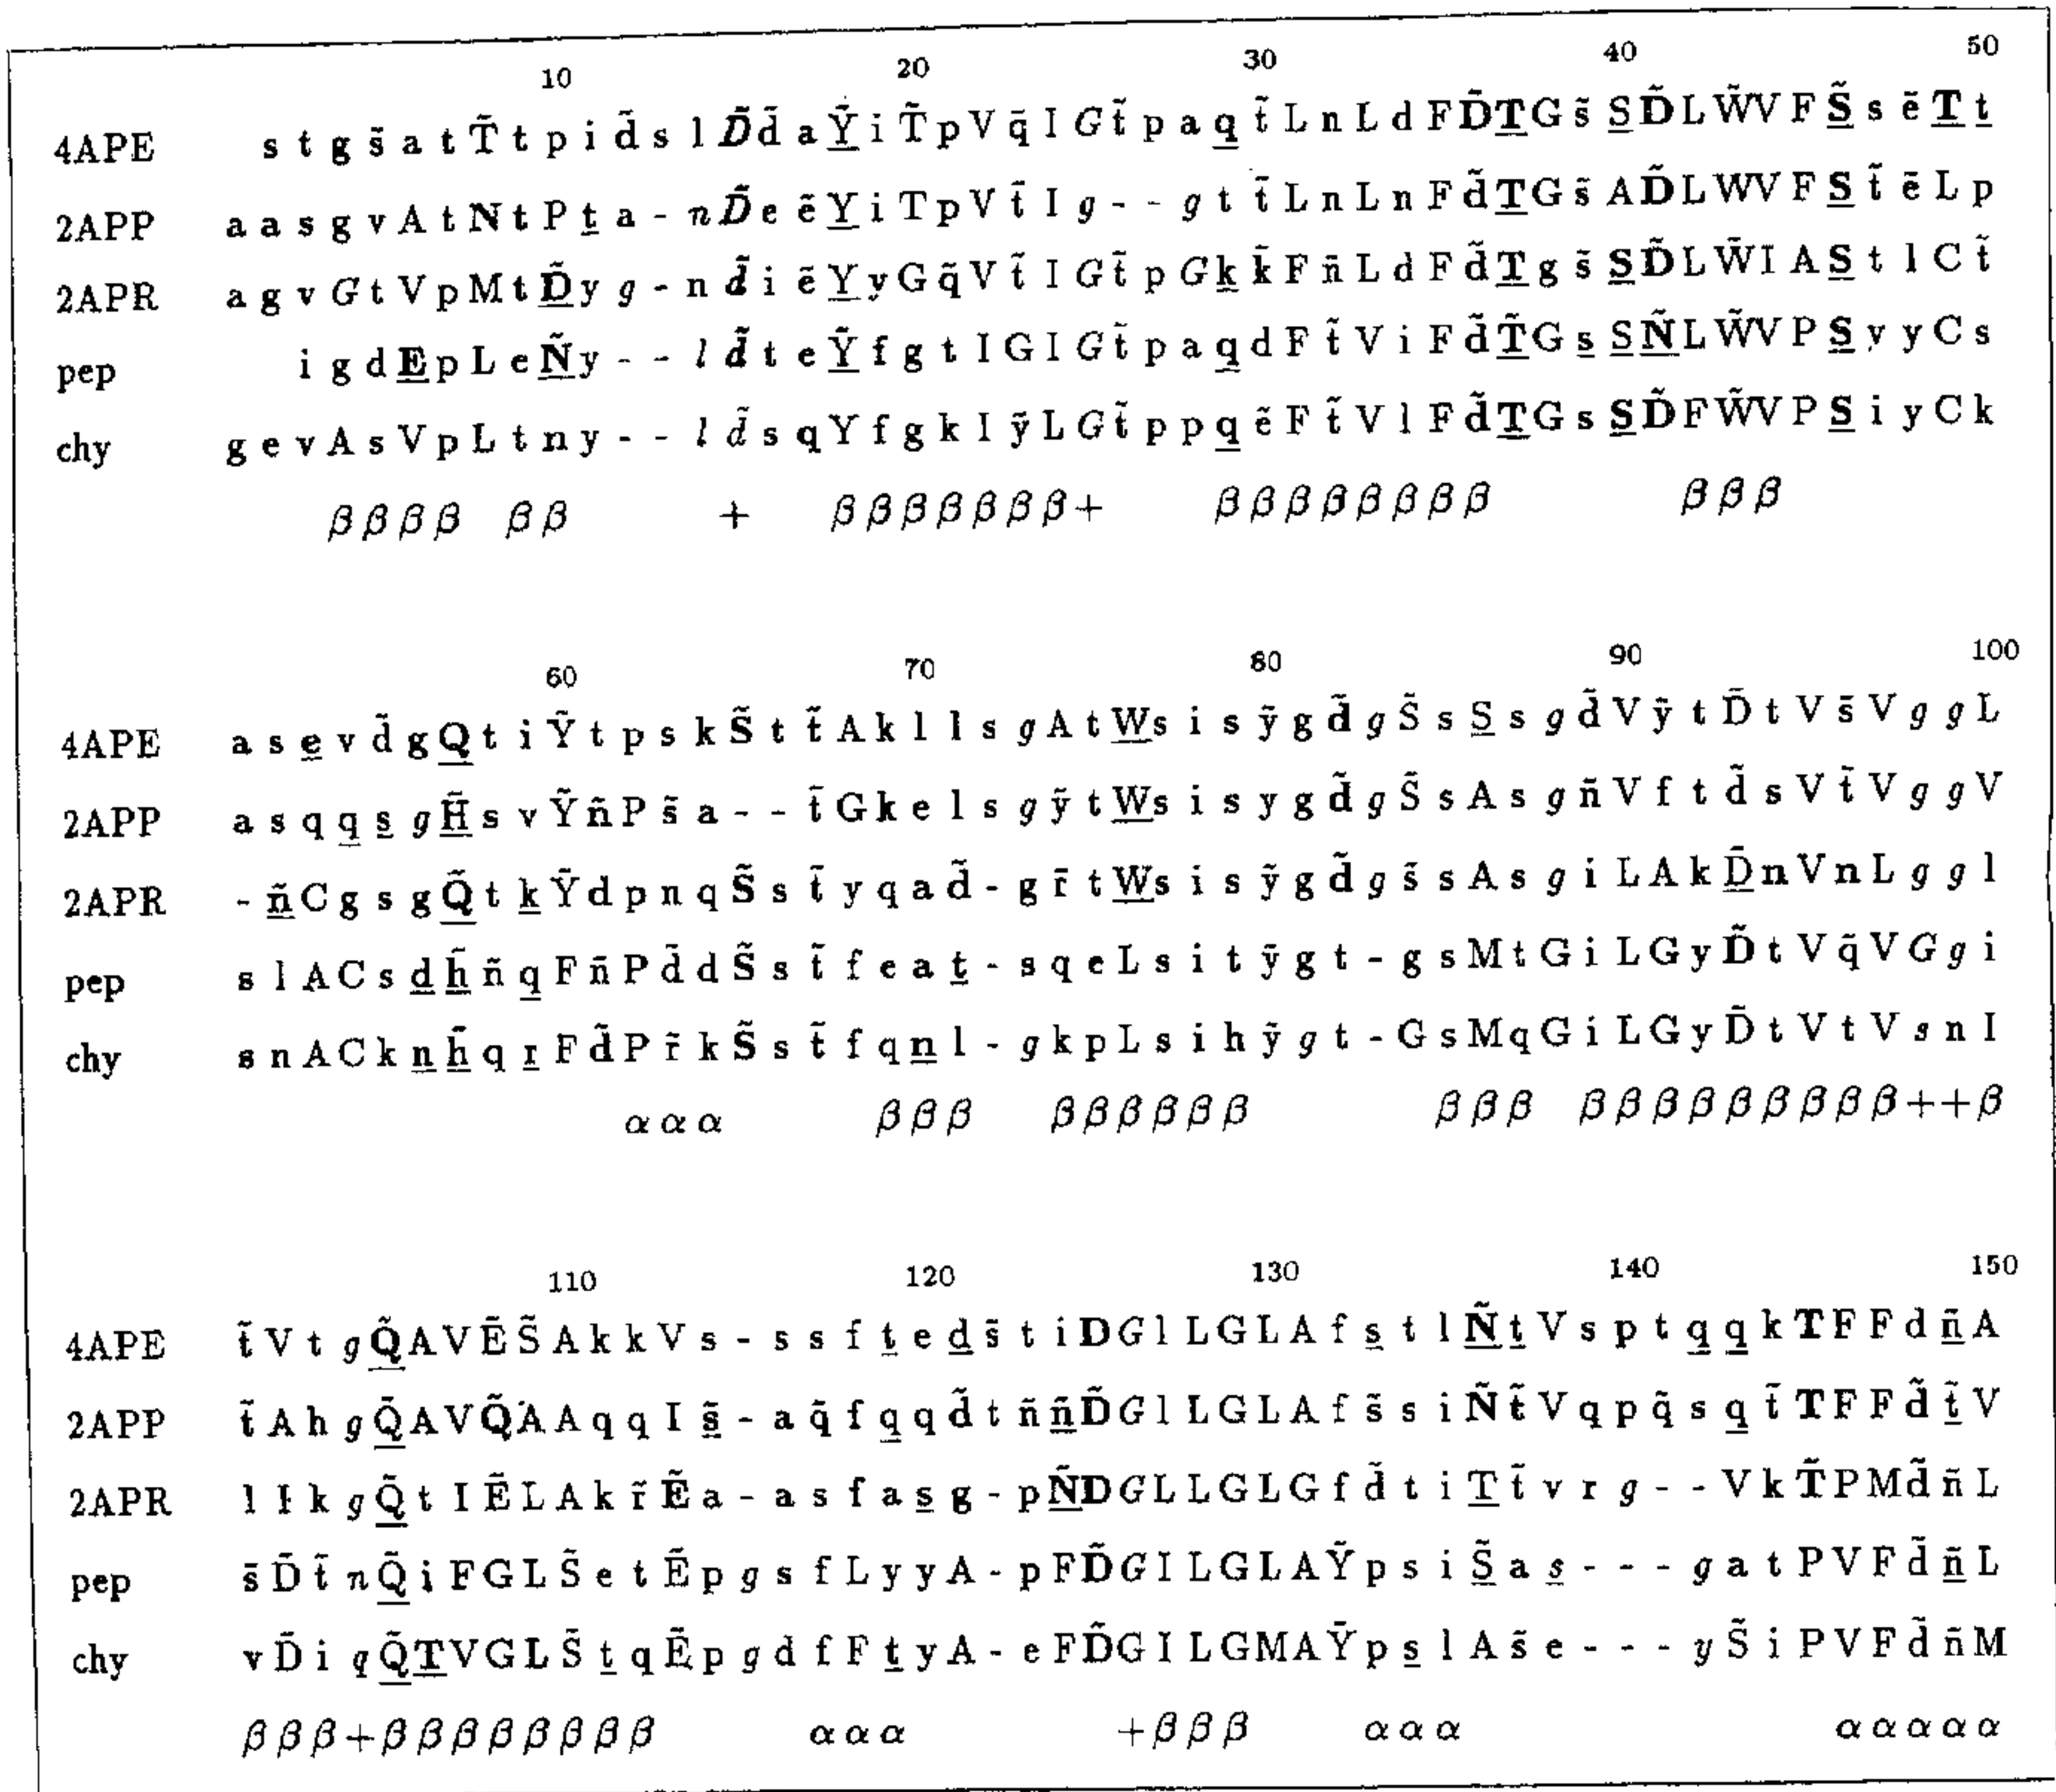 10 20 30 40 50
4APE s t g s̃ a t T̃ t p i d̃ s l D̃ d̃ a Ỹ̲ i T̃ p V q̃ I G t̃ p a q̲ t̃ L n L d F D̃ T̲ G s̃ S̲ D̃ L W̃ V F S̲̃ s ẽ T̲ t̲
2APP a a s g v A t N t P t̲ a - n D̃ e ẽ Y̲ i T p V t̃ I g - - g t t̃ L n L n F d̃ T̲ G s̃ A D̃ L W V F S̲ t̃ ẽ L p
2APR a g v G t V p M t D̲̃ y g - n d̃ i ẽ Y̲ y G q̃ V t̃ I G t̃ p G k̲ k̃ F ñ L d F d̃ T̲ g s̃ S̲ D̃ L W̃ I A S̲ t l C t̃
pep i g d E̲ p L e Ñ̲ y - - l d̃ t e Ỹ̲ f g t I G I G t̃ p a q̲ d F t̃ V i F d̃ T̲̃ G s̲ S̲ Ñ̲ L W̃ V P S̲ y y C s
chy g e v A s V p L t n y - - l d̃ s q Y f g k l ỹ L G t̃ p p q̲ ẽ F t̃ V l F d̃ T̲ G s S̲ D̃ F W̃ V P S̲ i y C k
β β β β β β + β β β β β β β + β β β β β β β β β β β
60 70 80 90 100
4APE a s e̲ v d̃ g Q̲ t i Ỹ t p s k S̃ t t̃ A k l l s g A t W̲ s i s ỹ g d̃ g S̃ s S̲ s g d̃ V ỹ t D̃ t V s̃ V g g L
2APP a s q q̲ s̲ g H̲̃ s v Ỹ ñ P s̃ a - - t̃ G k e l s g ỹ t W̲ s i s y g d̃ g S̃ s A s g ñ V f t d̃ s V t̃ V g g V
2APR - ñ̲ C g s g Q̲̃ t k̲ Ỹ d p n q S̃ s t̃ y q a d̃ - g r̃ t W̲ s i s ỹ g d̃ g s̃ s A s g i L A k D̲̃ n V n L g g l
pep s l A C s d̲ h̲̃ ñ q̲ F ñ P d̃ d S̃ s t̃ f e a t̲ - s q e L s i t ỹ g t - g s M t G i L G y D̃ t V q̃ V G g i
chy s n A C k n̲ h̲̃ q r̲ F d̃ P r̃ k S̃ s t̃ f q n̲ l - g k p L s i h ỹ g t - G s M q G i L G y D̃ t V t V s n I
α α α β β β β β β β β β β β β β β β β β β β β β + + β
110 120 130 140 150
4APE t̃ V t g Q̲̃ A V Ẽ S̃ A k k V s - s s f t̲ e d̲ s̃ t i D G l L G L A f s̲ t l Ñ̲ t̲ V s p t q̲ q̲ k T F F d ñ̲ A
2APP t̃ A h g Q̲̃ A V Q̃ A A q q I s̲̃ - a q̃ f q̲ q d̃ t ñ ñ̲ D̃ G l L G L A f s̃ s i Ñ t̃ V q p q̃ s q̲ t̃ T F F d̃ t̲̃ V
2APR l I k g Q̲̃ t I Ẽ L A k r̃ Ẽ a - a s f a s̲ g - p Ñ̲ D G L L G L G f d̃ t i T̲ t̃ v r g - - V k T̃ P M d̃ ñ L
pep s̃ D̃ t̃ n Q̲̃ i F G L S̃ e t Ẽ p g s f L y y A - p F D̃ G I L G L A Ỹ p s i S̲̃ a s̲ - - - g a t P V F d̃ ñ̲ L
chy v D̃ i q Q̲̃ T̲ V G L S̃ t̲ q Ẽ p g d f F t̲ y A - e F D̃ G I L G M A Ỹ p s̲ l A s̃ e - - - y S̃ i P V F d̃ ñ M
β β β + β β β β β β β β α α α + β β β α α α α α α α α